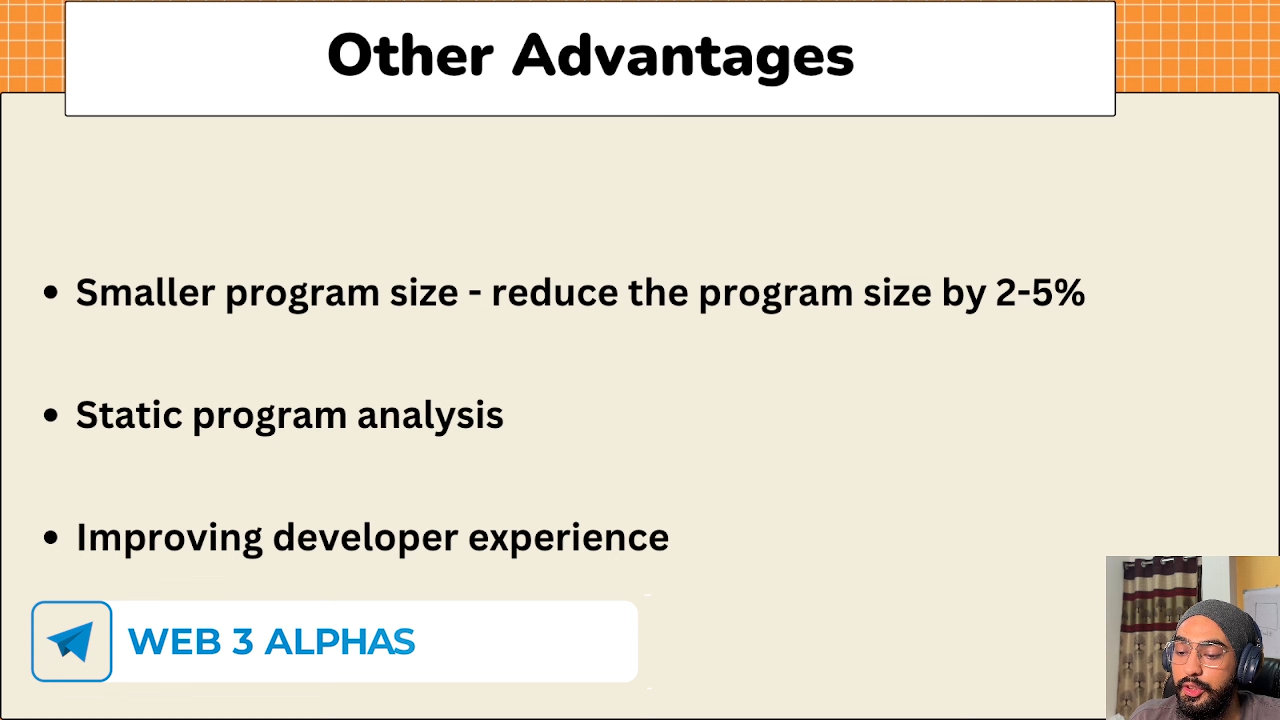 Other Advantages
• Smaller program size - reduce the program size by 2-5%
• Static program analysis
• Improving developer experience
WEB 3 ALPHAS